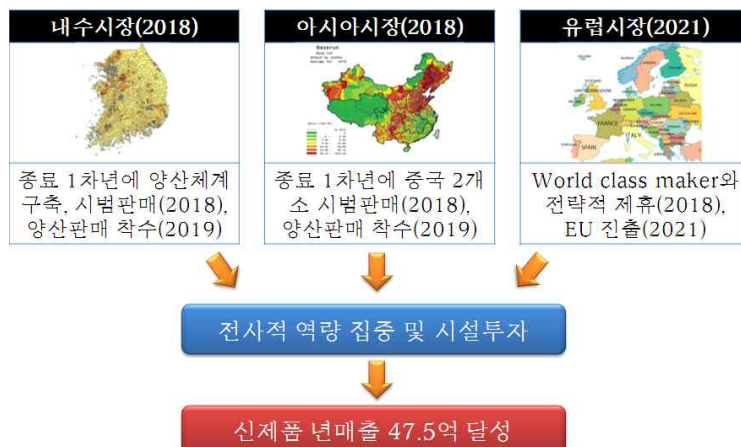 내수시장(2018)
종료 1차년에 양산체계
구축, 시범판매(2018),
양산판매 착수(2019)
아시아시장(2018)
Baserun
종료 1차년에 중국 2개
소 시범판매(2018),
양산판매 착수(2019)
유럽시장(2021)
RUSSIA
FRANCE
ITALY
SPAIN
World class maker와
전략적 제휴(2018),
EU 진출(2021)
전사적 역량 집중 및 시설투자
신제품 년매출 47.5억 달성